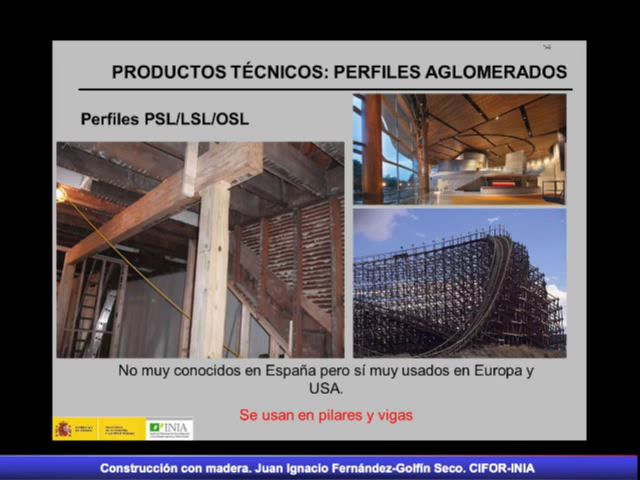 PRODUCTOS TÉCNICOS: PERFILES AGLOMERADOS
Perfiles PSL/LSL/OSL
No muy conocidos en España pero sí muy usados en Europa y
USA.
Se usan en pilares y vigas
INIA
Construcción con madera. Juan Ignacio Fernández-Golfín Seco. CIFOR-INIA